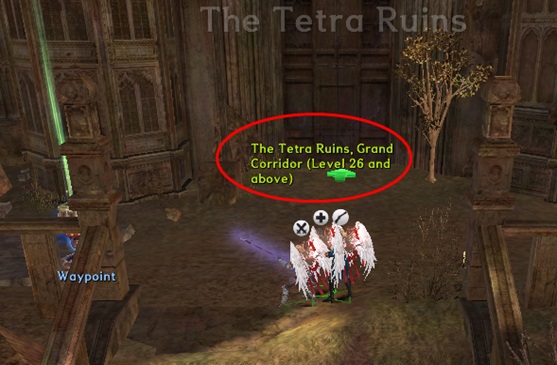 The Tetra Ruins
The Tetra Ruins, Grand
Corridor (Level 26 and
above)
Waypoint